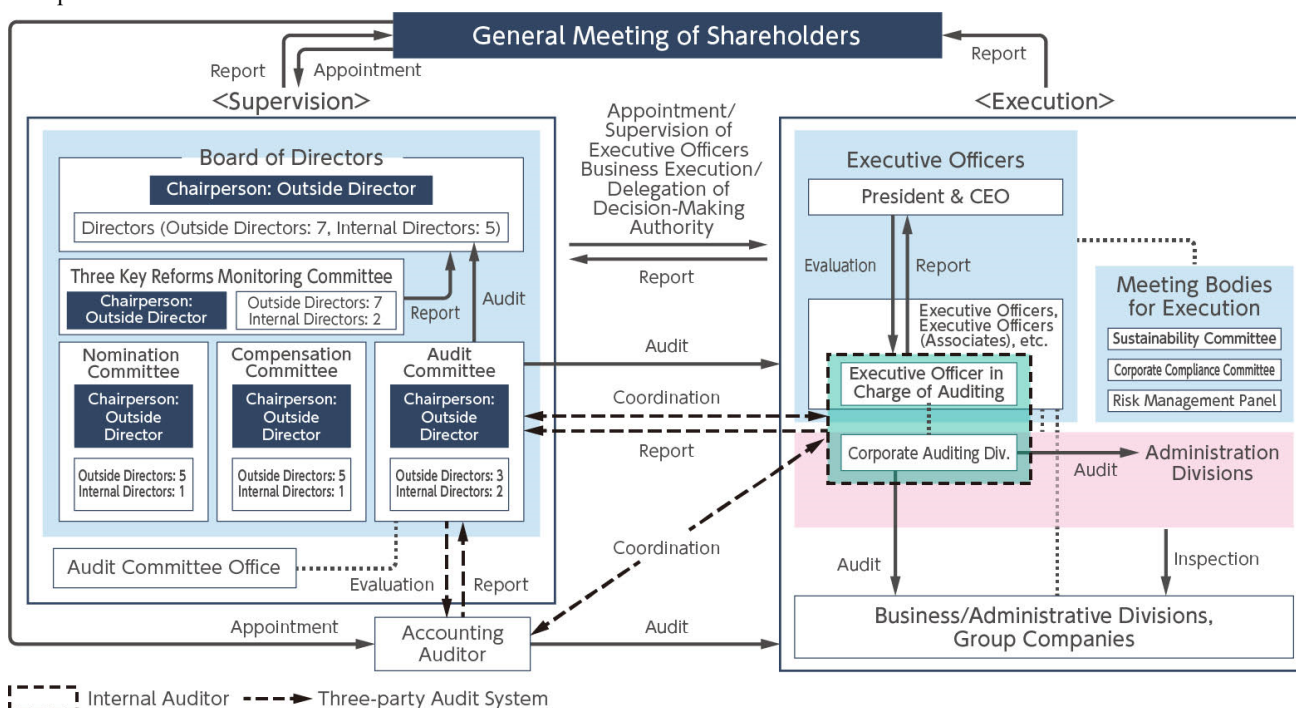 General Meeting of Shareholders
Report
Appointment
Report
<Supervision>
<Execution>
Board of Directors
Chairperson: Outside Director
Directors (Outside Directors: 7, Internal Directors: 5)
Three Key Reforms Monitoring Committee
Chairperson:
Outside Director
Outside Directors: 7
Internal Directors: 2
Report
Audit
Nomination
Committee
Chairperson:
Outside
Director
Outside Directors: 5
Internal Directors: 1
Compensation
Committee
Chairperson:
Outside
Director
Outside Directors: 5
Internal Directors: 1
Audit
Committee
Chairperson:
Outside
Director
Outside Directors: 3
Internal Directors: 2
Audit Committee Office
Evaluation
Report
Appointment
Accounting
Auditor
Audit
Appointment/
Supervision of
Executive Officers
Business Execution/
Delegation of
Decision-Making
Authority
Report
Audit
Coordination
Report
Coordination
Executive Officers
President & CEO
Evaluation
Report
Executive Officers,
Executive Officers
(Associates), etc.
Executive Officer in
Charge of Auditing
Corporate Auditing Div.
Audit
Administration
Divisions
Meeting Bodies
for Execution
Sustainability Committee
Corporate Compliance Committee
Risk Management Panel
Audit
Inspection
Business/Administrative Divisions,
Group Companies
Internal Auditor
Three-party Audit System